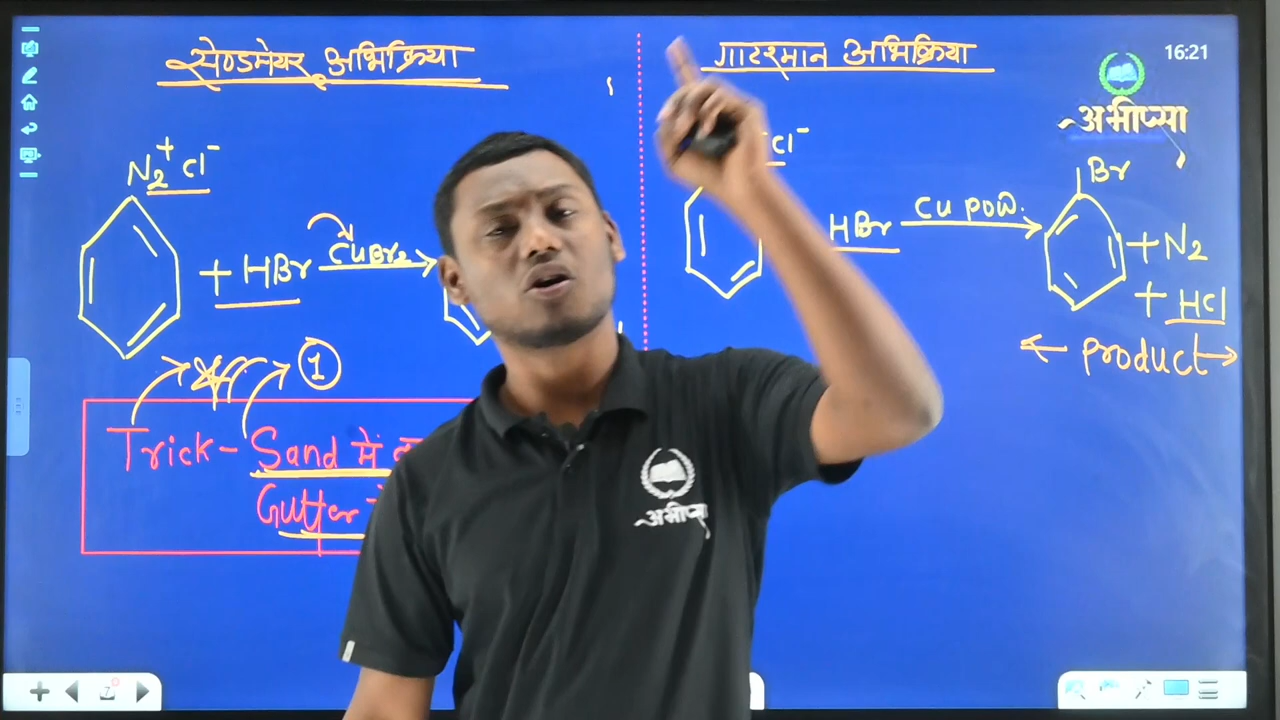 सेण्डमेयर अभिक्रिया
N₂⁺Cl⁻
+ HBr CuBr₂
1
Trick- Sand में
Gutter
गाटरमान अभिक्रिया
Cl⁻
HBr Cu pow.
Br
+ N₂
+ HCl
product
16:21
अभीप्सा
अभीप्सा
7